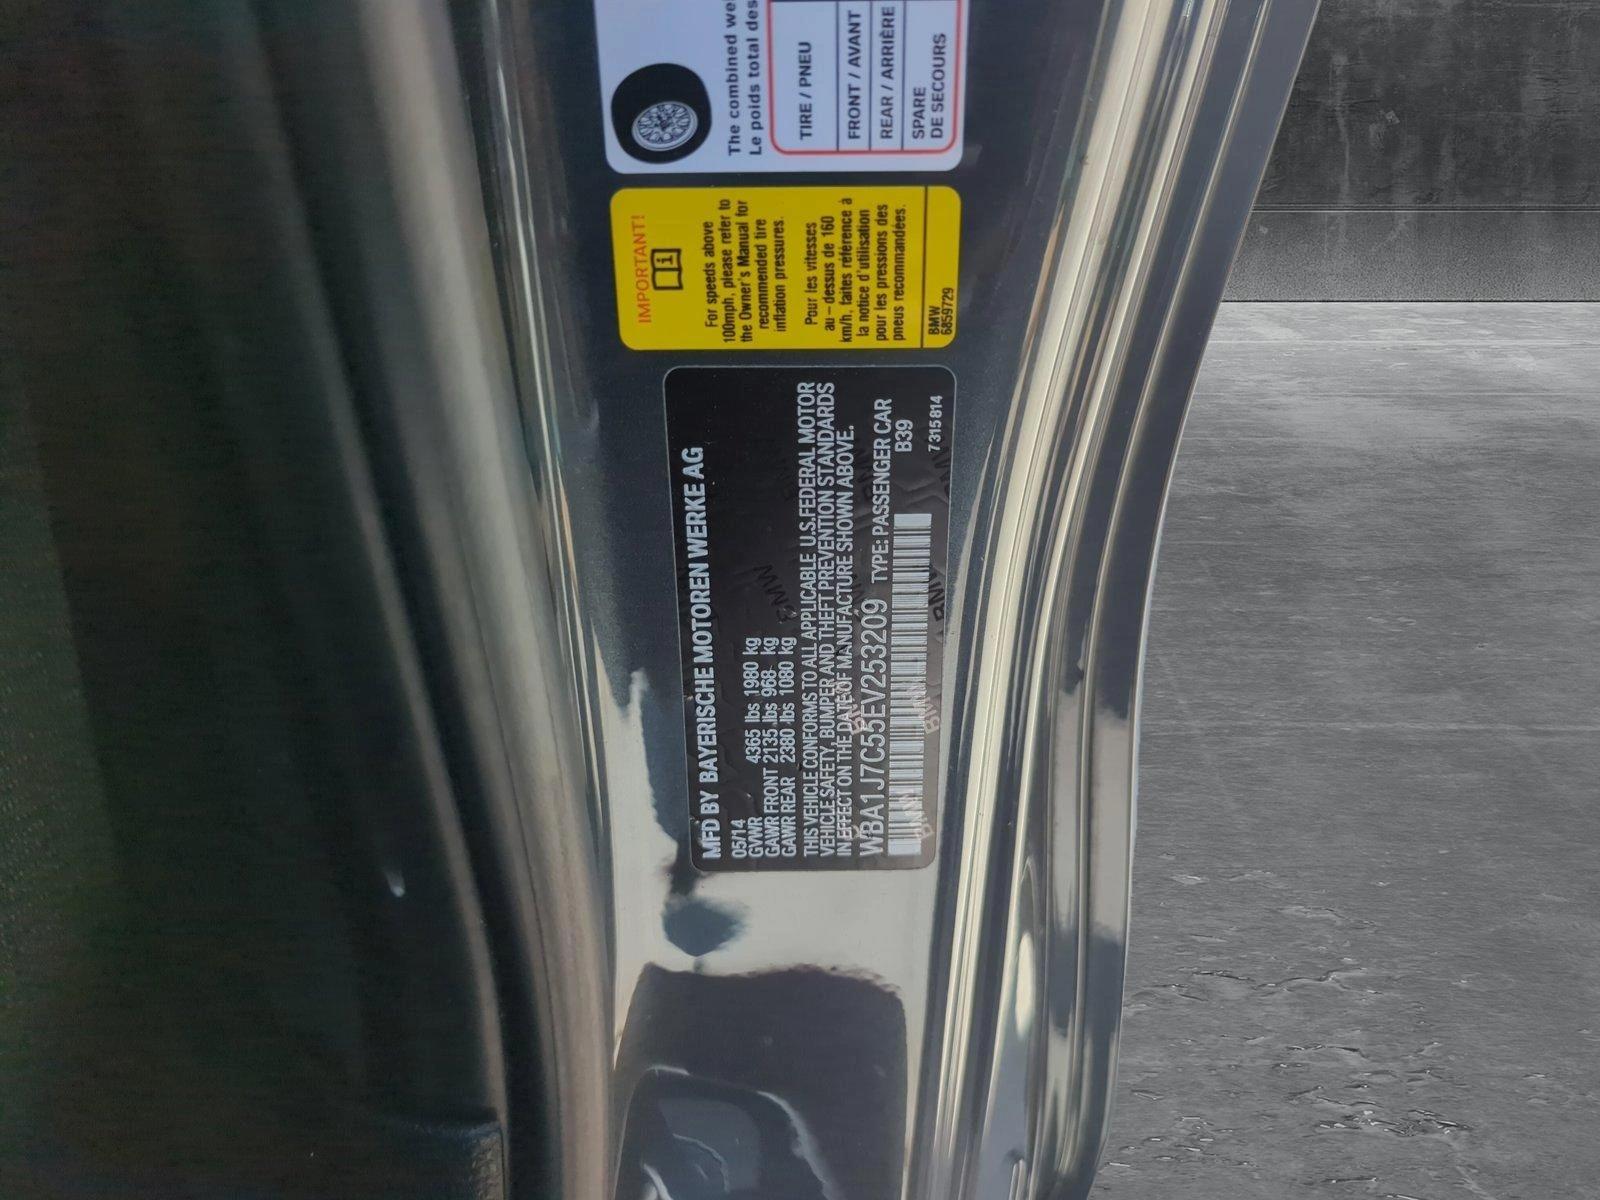 The combined we
Le poids total des
TIRE / PNEU
FRONT / AVANT
REAR / ARRIÈRE
SPARE
DE SECOURS
IMPORTANT!
For speeds above
100mph, please refer to
the Owner's Manual for
recommended tire
inflation pressures.
Pour les vitesses
au-dessus de 160
km/h, faites référence à
la notice d'utilisation
pour les pressions des
pneus recommandées.
BMW
6859729
MFD BY BAYERISCHE MOTOREN WERKE AG
05/14
GVWR 4365 lbs 1980 kg
GAWR FRONT 2135 lbs 968 kg
GAWR REAR 2380 lbs 1080 kg
THIS VEHICLE CONFORMS TO ALL APPLICABLE U.S.FEDERAL MOTOR
VEHICLE SAFETY, BUMPER AND THEFT PREVENTION STANDARDS
IN EFFECT ON THE DATE OF MANUFACTURE SHOWN ABOVE.
WBA1J7C55EV253209 TYPE: PASSENGER CAR
B39
7315814